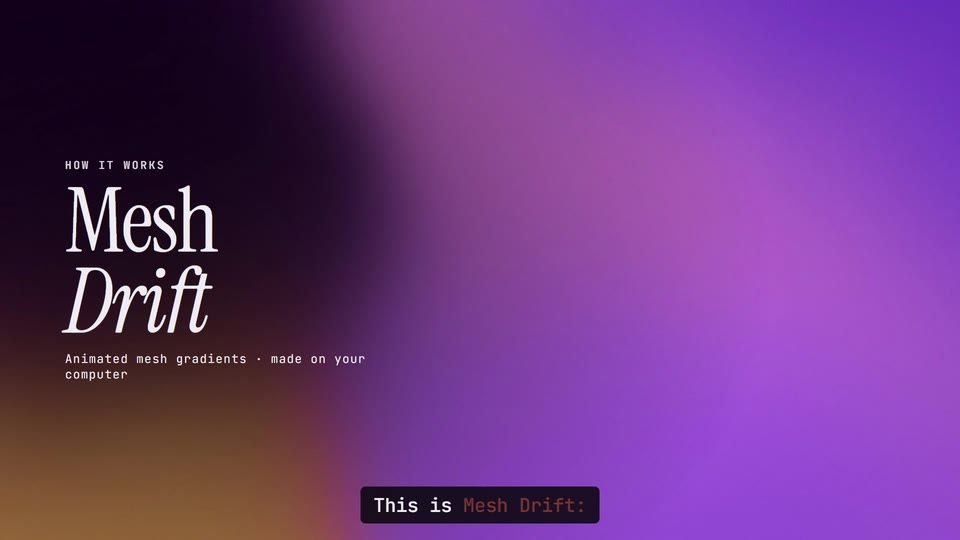 HOW IT WORKS
Mesh
Drift
Animated mesh gradients · made on your
computer
This is Mesh Drift: